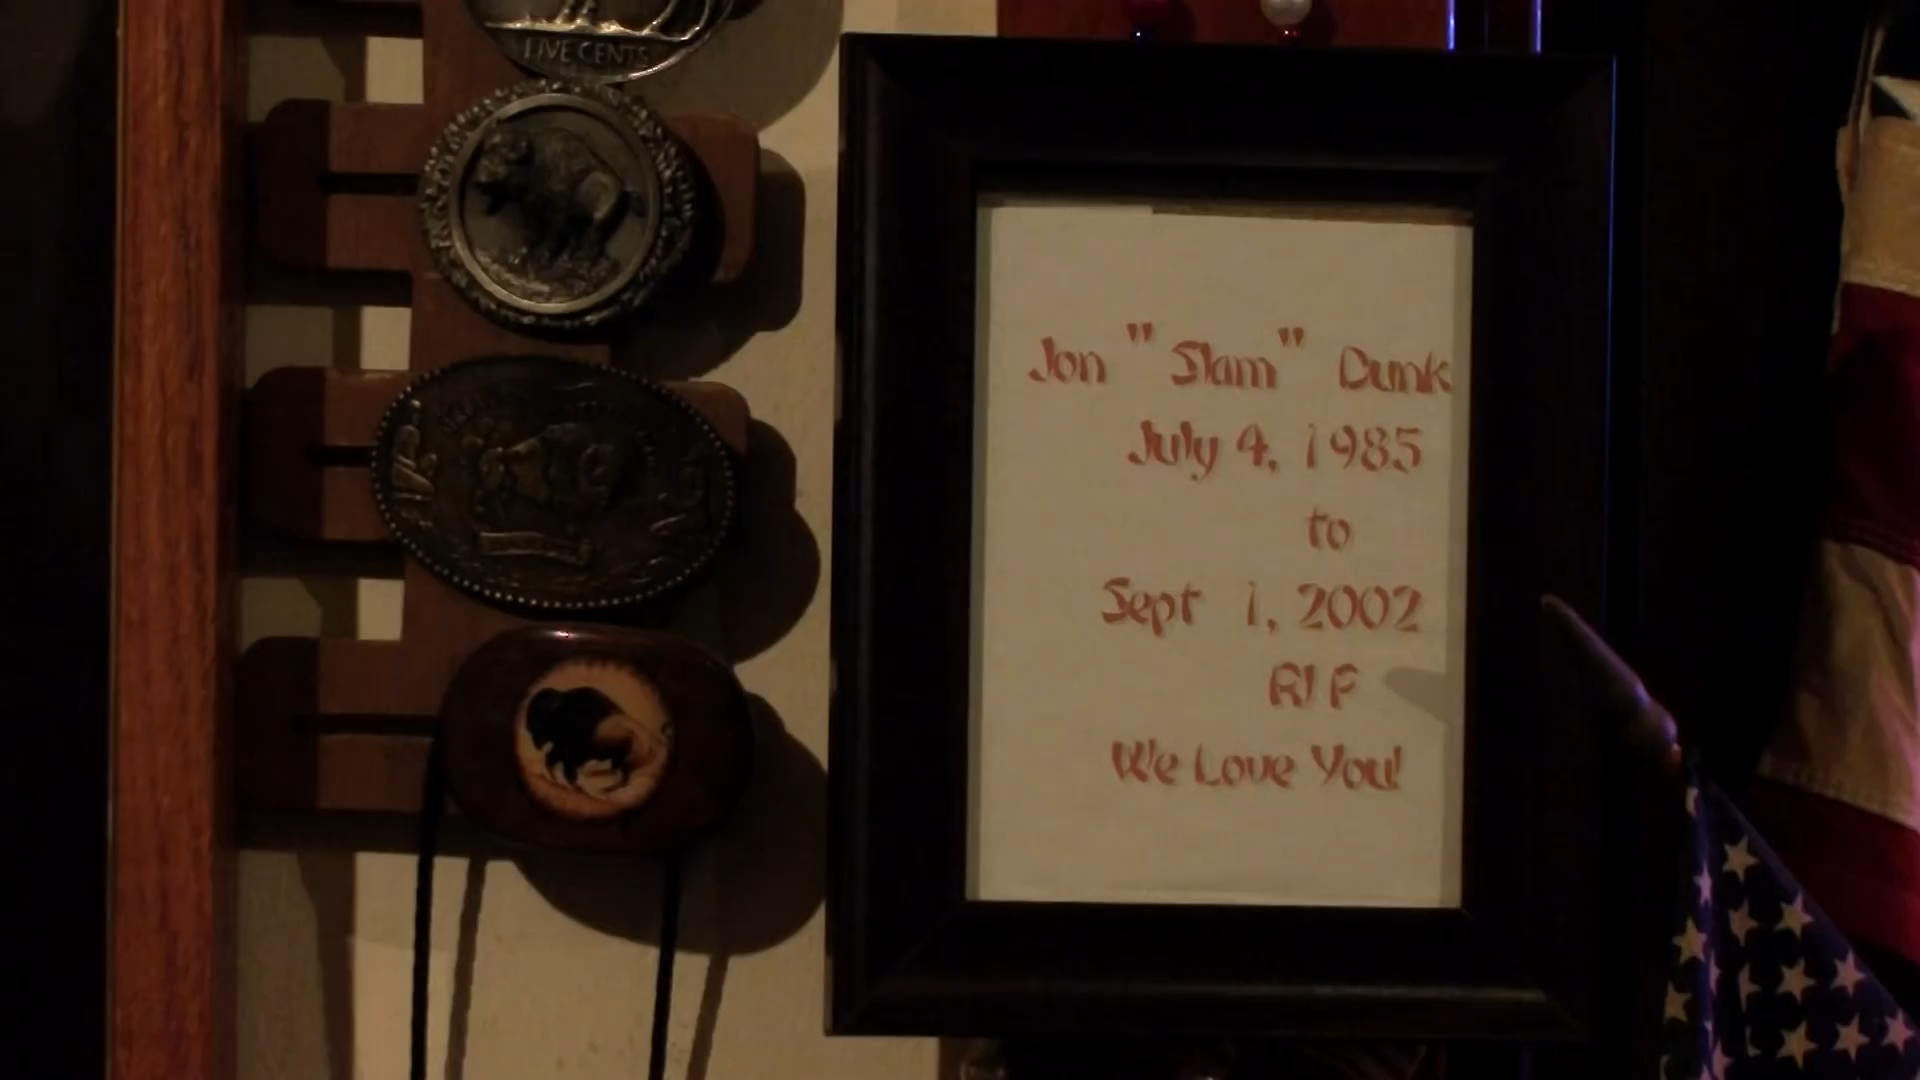 FIVE CENTS
Jon "Slam" Dunk
July 4, 1985
to
Sept 1, 2002
RIP
We Love You!